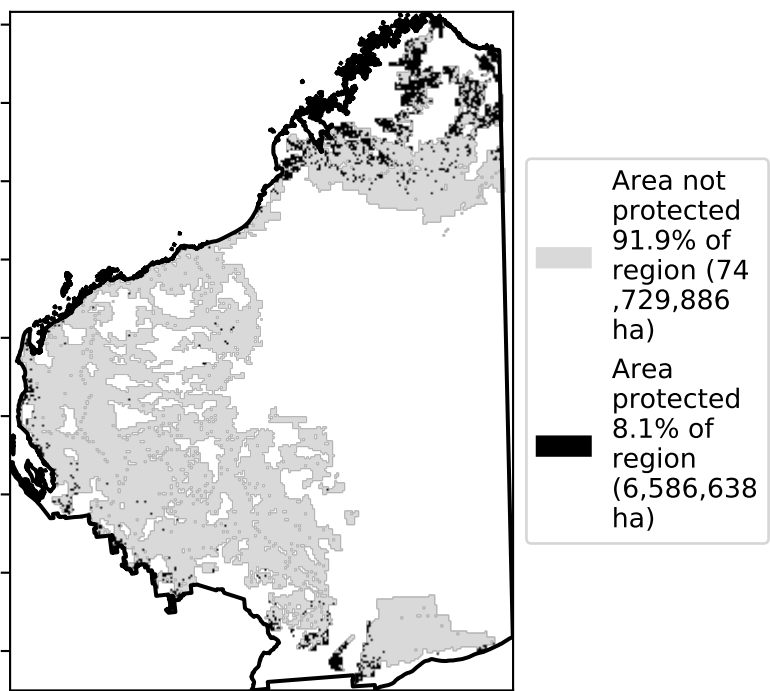 Area not
protected
91.9% of
region (74
,729,886
ha)
Area
protected
8.1% of
region
(6,586,638
ha)